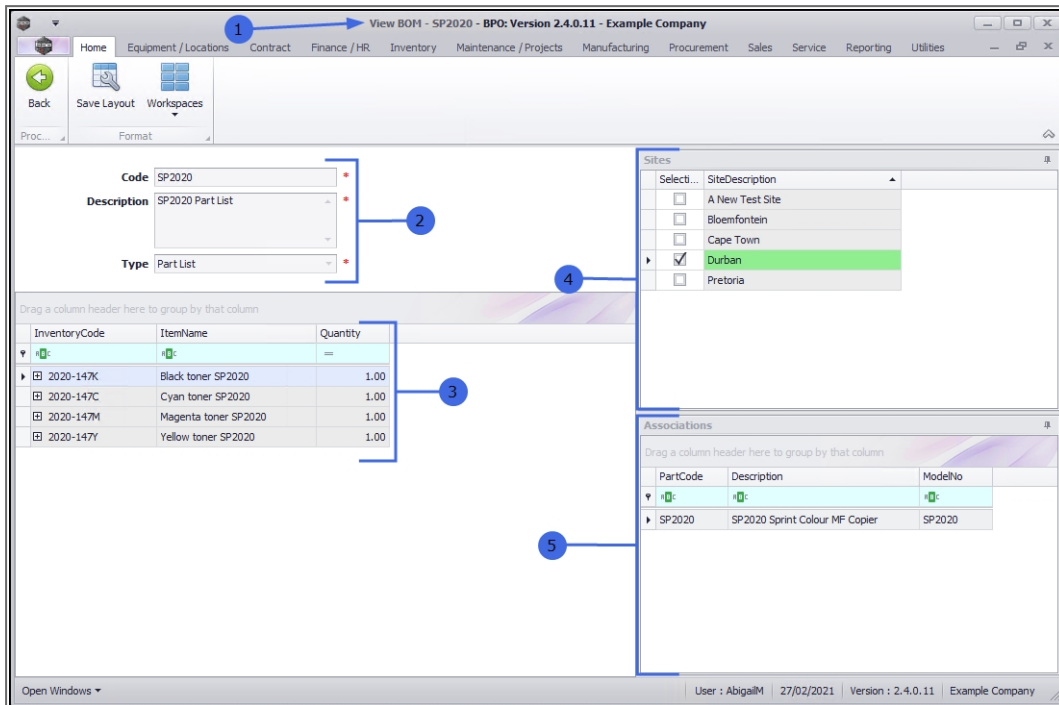 1
View BOM - SP2020 - BPO: Version 2.4.0.11 - Example Company
Home Equipment / Locations Contract Finance / HR Inventory Maintenance / Projects Manufacturing Procurement Sales Service Reporting Utilities
Back Save Layout Workspaces
Proc... Format
Code SP2020 *
Description SP2020 Part List *
Type Part List *
2
Drag a column header here to group by that column
InventoryCode ItemName Quantity
ABC ABC =
2020-147K Black toner SP2020 1.00
2020-147C Cyan toner SP2020 1.00
2020-147M Magenta toner SP2020 1.00
2020-147Y Yellow toner SP2020 1.00
3
Sites
Selecti... SiteDescription
A New Test Site
Bloemfontein
Cape Town
Durban
Pretoria
4
Associations
Drag a column header here to group by that column
PartCode Description ModelNo
ABC ABC ABC
SP2020 SP2020 Sprint Colour MF Copier SP2020
5
Open Windows User : AbigailM 27/02/2021 Version : 2.4.0.11 Example Company